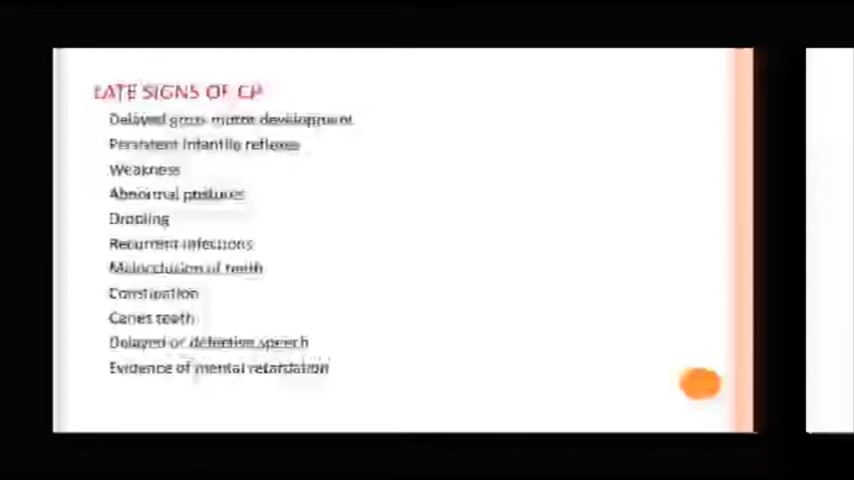 LATE SIGNS OF CP
Delayed gross motor development
Persistent infantile reflexes
Weakness
Abnormal postures
Drooling
Recurrent infections
Malocclusion of teeth
Constipation
Caries teeth
Delayed or defective speech
Evidence of mental retardation